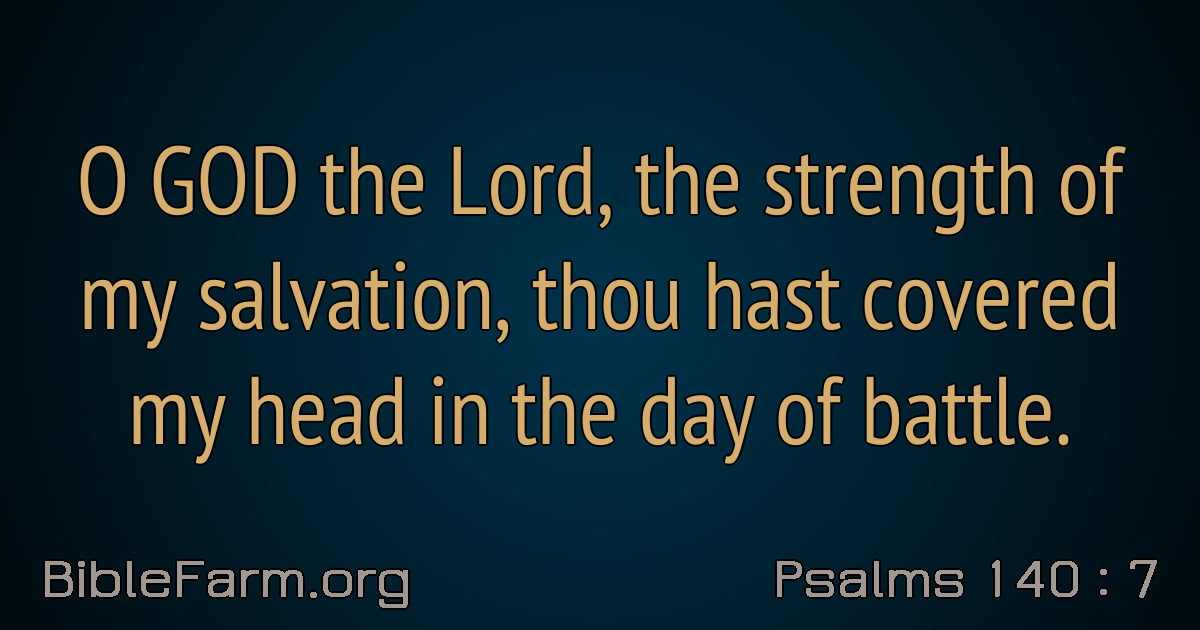 O GOD the Lord, the strength of
my salvation, thou hast covered
my head in the day of battle.
BibleFarm.org
Psalms 140 : 7